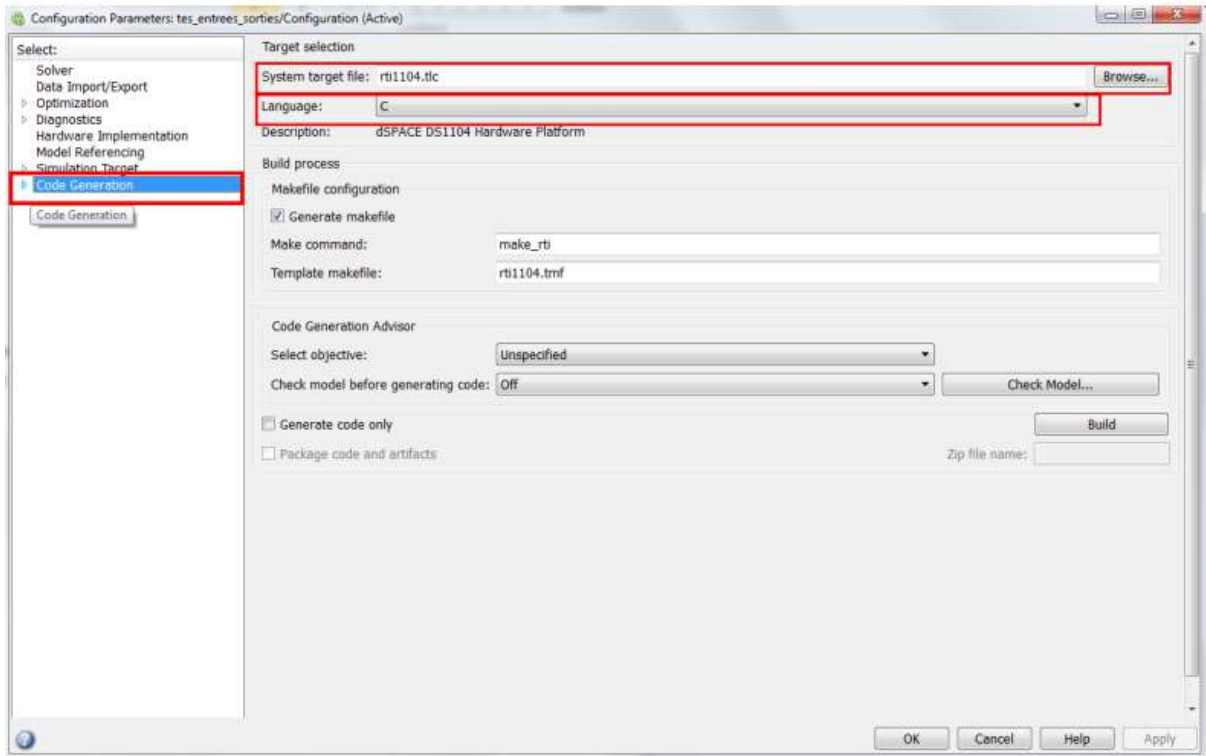 Configuration Parameters: tes_entrees_sorties/Configuration (Active)
Select:
Solver
Data Import/Export
Optimization
Diagnostics
Hardware Implementation
Model Referencing
Simulation Target
Code Generation
Code Generation
Target selection
System target file: rti1104.tlc Browse...
Language: C
Description: dSPACE DS1104 Hardware Platform
Build process
Makefile configuration
Generate makefile
Make command: make_rti
Template makefile: rti1104.tmf
Code Generation Advisor
Select objective: Unspecified
Check model before generating code: Off Check Model...
Generate code only Build
Package code and artifacts Zip file name:
OK Cancel Help Apply